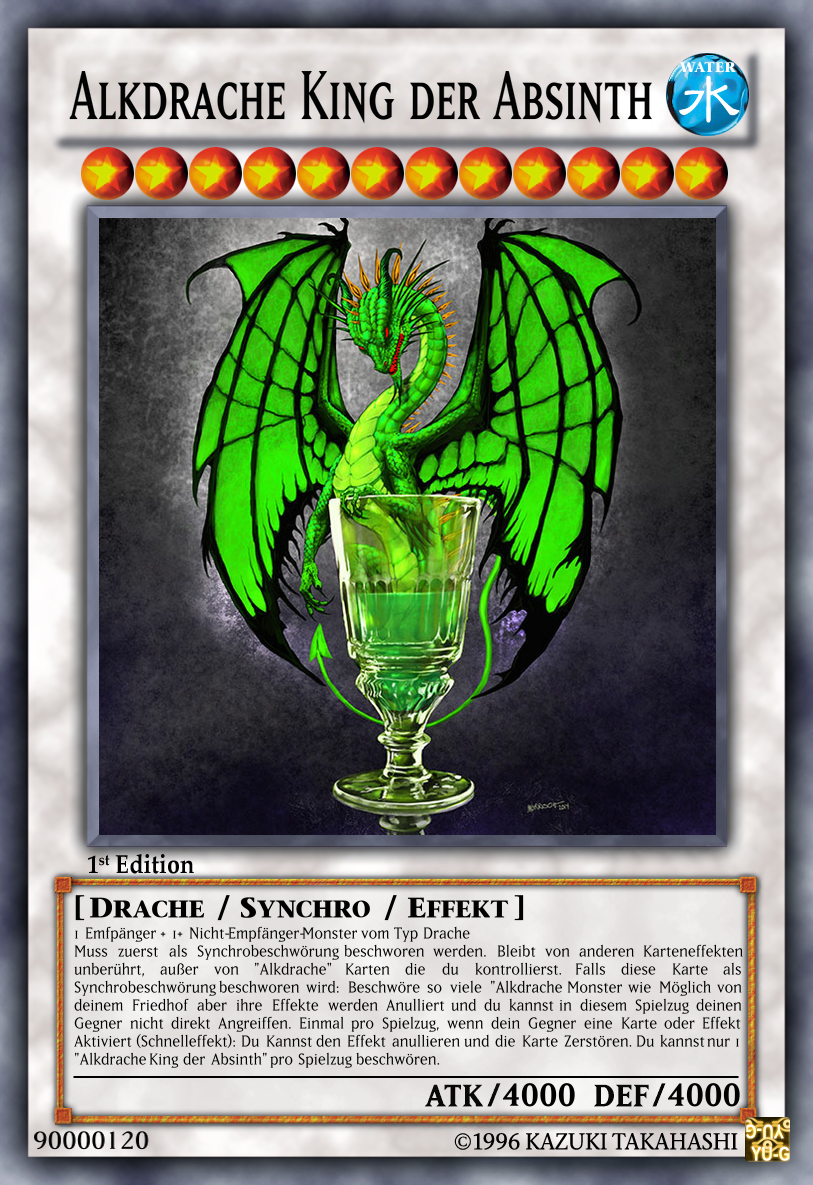 ALKDRACHE KING DER ABSINTH
WATER
水
1st Edition
[ DRACHE / SYNCHRO / EFFEKT ]
1 Emfpänger + 1+ Nicht-Empfänger-Monster vom Typ Drache
Muss zuerst als Synchrobeschwörung beschworen werden. Bleibt von anderen Karteneffekten
unberührt, außer von "Alkdrache" Karten die du kontrollierst. Falls diese Karte als
Synchrobeschwörung beschworen wird: Beschwöre so viele "Alkdrache Monster wie Möglich von
deinem Friedhof aber ihre Effekte werden Anulliert und du kannst in diesem Spielzug deinen
Gegner nicht direkt Angreiffen. Einmal pro Spielzug, wenn dein Gegner eine Karte oder Effekt
Aktiviert (Schnelleffekt): Du Kannst den Effekt anullieren und die Karte Zerstören. Du kannst nur 1
"Alkdrache King der Absinth" pro Spielzug beschwören.
ATK/4000 DEF/4000
90000120
©1996 KAZUKI TAKAHASHI